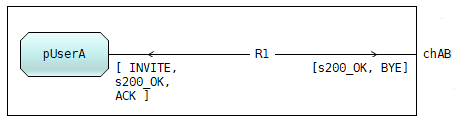 pUserA
R1
chAB
[ INVITE,
s200_OK,
ACK ]
[s200_OK, BYE]